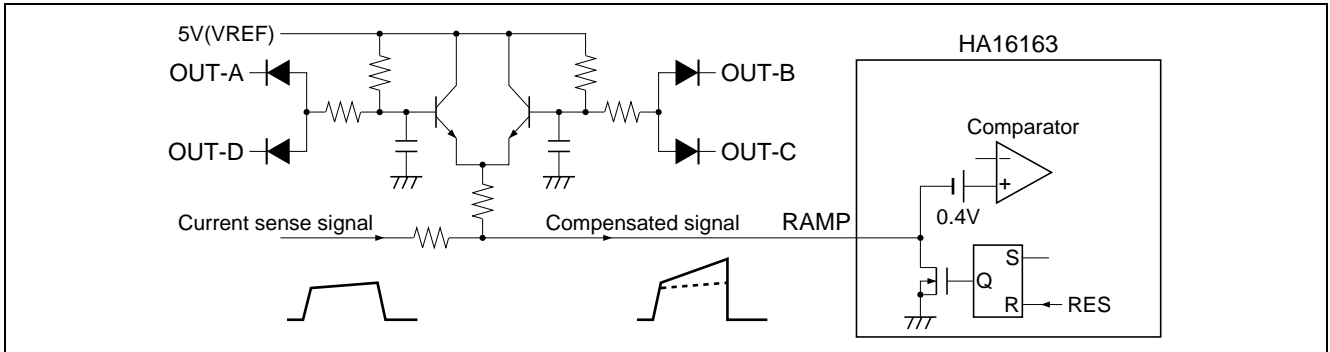 5V(VREF)
HA16163
OUT-A
OUT-B
Comparator
OUT-D
OUT-C
−
+
0.4V
Current sense signal
Compensated signal
RAMP
S
Q
R
RES